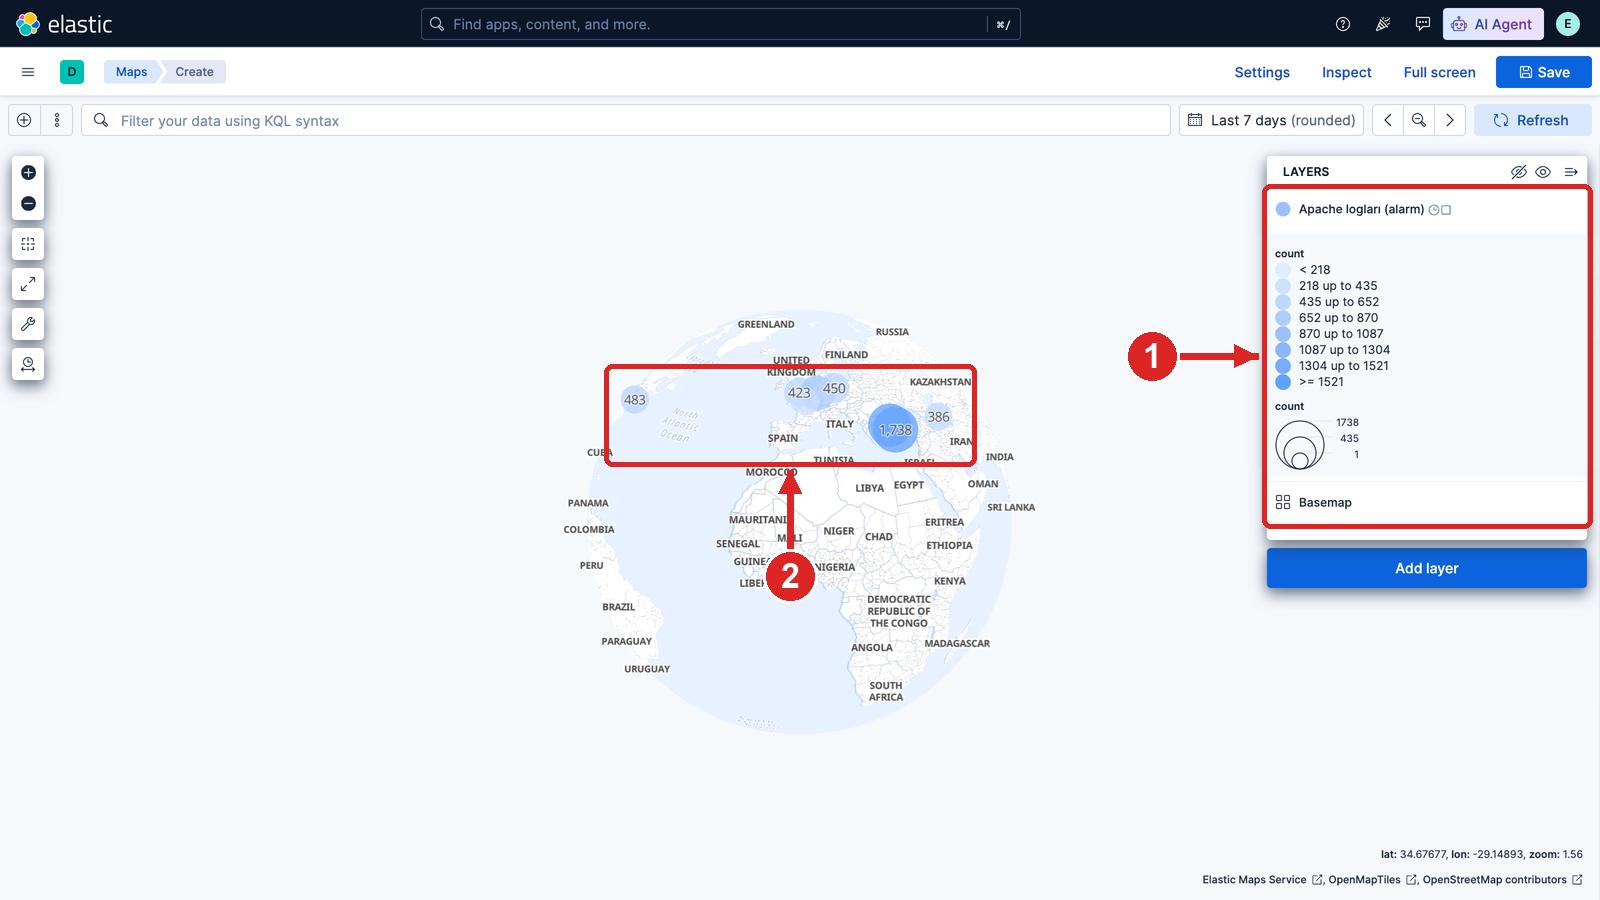 elastic
Find apps, content, and more.
⌘/
AI Agent
E
D
Maps
Create
Settings
Inspect
Full screen
Save
Filter your data using KQL syntax
Last 7 days (rounded)
Refresh
LAYERS
Apache logları (alarm)
count
< 218
218 up to 435
435 up to 652
652 up to 870
870 up to 1087
1087 up to 1304
1304 up to 1521
>= 1521
count
1738
435
1
Basemap
Add layer
1
GREENLAND
RUSSIA
FINLAND
UNITED
KINGDOM
KAZAKHSTAN
483
423
450
386
1,738
North
Atlantic
Ocean
ITALY
SPAIN
IRAN
CUBA
TUNISIA
ISRAEL
INDIA
MOROCCO
LIBYA
EGYPT
OMAN
PANAMA
SRI LANKA
MAURITANI
COLOMBIA
NIGER
CHAD
ERITREA
SENEGAL
MALI
ETHIOPIA
PERU
GUINEA
NIGERIA
2
LIBE
KENYA
BRAZIL
DEMOCRATIC
REPUBLIC OF
THE CONGO
PARAGUAY
ANGOLA
MADAGASCAR
URUGUAY
SOUTH
AFRICA
lat: 34.67677, lon: -29.14893, zoom: 1.56
Elastic Maps Service, OpenMapTiles, OpenStreetMap contributors